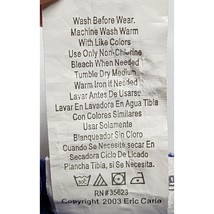 Wash Before Wear.
Machine Wash Warm
With Like Colors
Use Only Non-Chlorine
Bleach When Needed
Tumble Dry Medium
Warm Iron If Needed
Lavar Antes De Usarse.
Lavar En Lavadora En Agua Tibia
Con Colores Similares
Usar Solamente
Blanqueador Sin Cloro
Cuando Se Necesite Secar En
Secadora Ciclo De Licado
Plancha Tibia, si Se Necesita.
RN#35623
Copyright 2003 Eric Carle